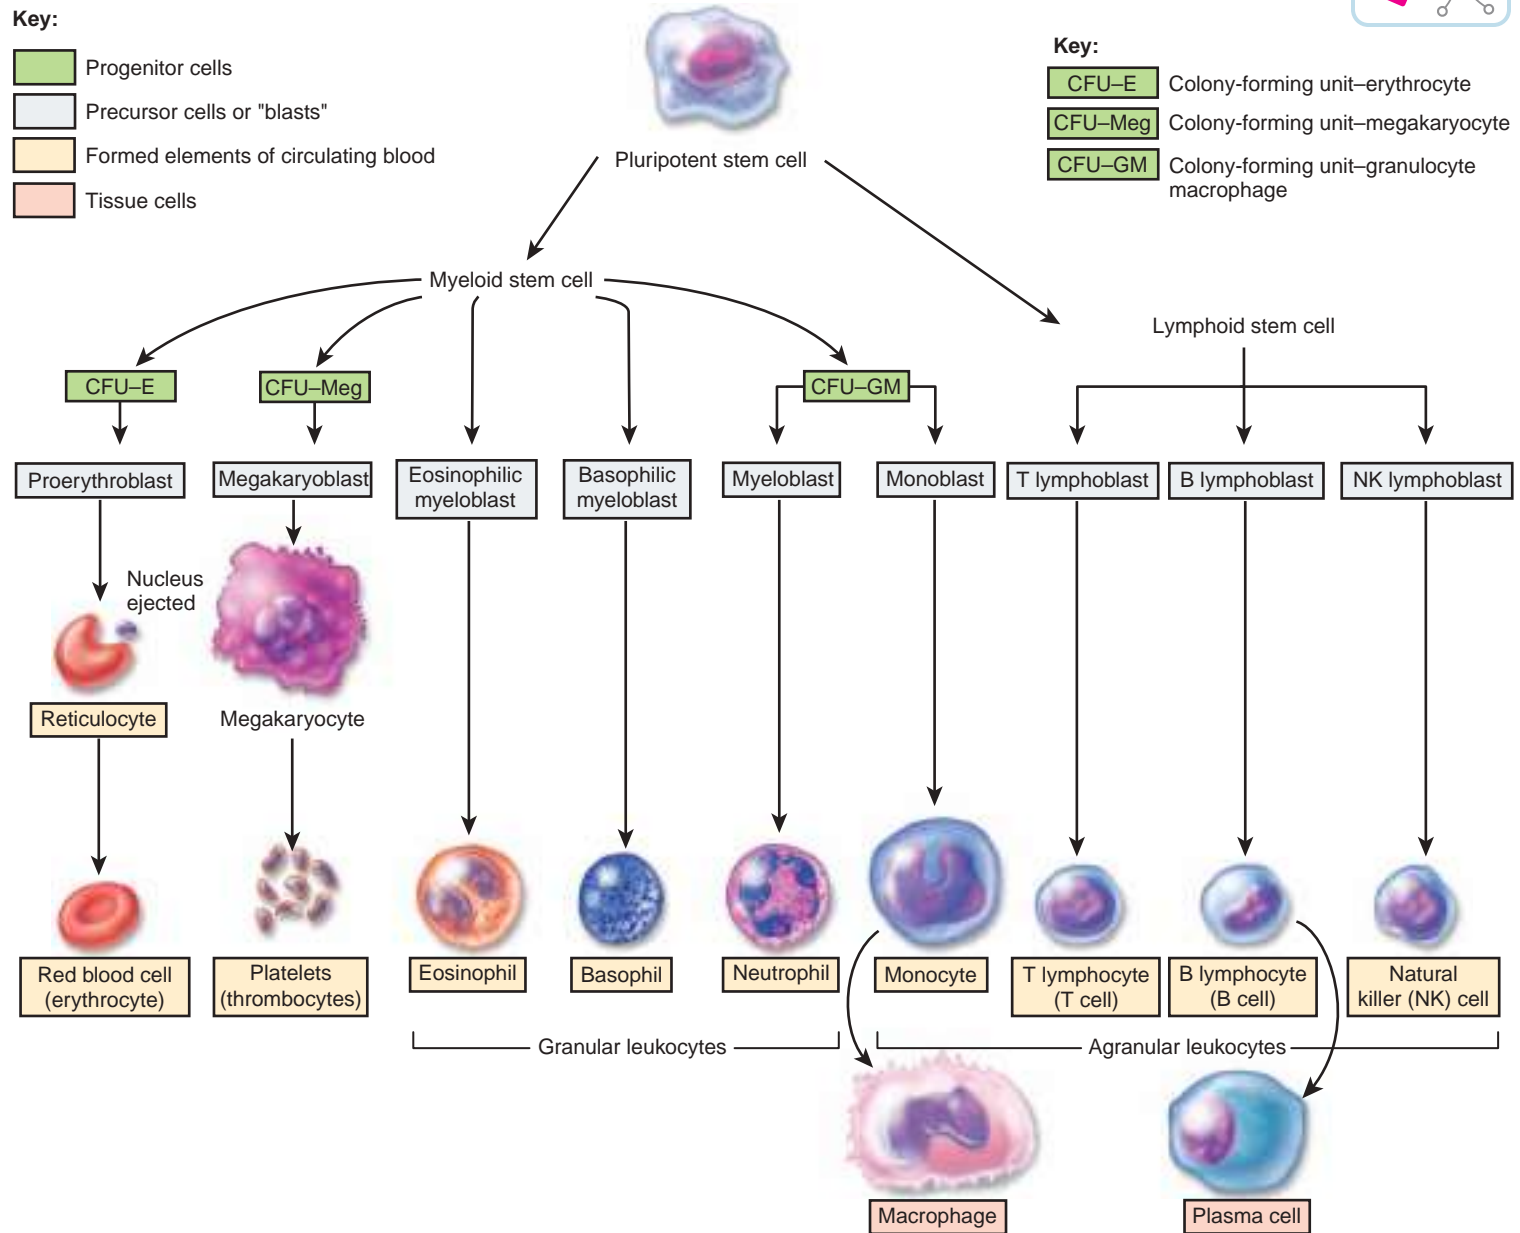 Key:
Progenitor cells
Precursor cells or "blasts"
Formed elements of circulating blood
Tissue cells
Key:
CFU–E Colony-forming unit–erythrocyte
CFU–Meg Colony-forming unit–megakaryocyte
CFU–GM Colony-forming unit–granulocyte
macrophage
Pluripotent stem cell
Myeloid stem cell
Lymphoid stem cell
CFU–E
CFU–Meg
CFU–GM
Proerythroblast
Megakaryoblast
Eosinophilic
myeloblast
Basophilic
myeloblast
Myeloblast
Monoblast
T lymphoblast
B lymphoblast
NK lymphoblast
Nucleus
ejected
Reticulocyte
Megakaryocyte
Red blood cell
(erythrocyte)
Platelets
(thrombocytes)
Eosinophil
Basophil
Neutrophil
Monocyte
T lymphocyte
(T cell)
B lymphocyte
(B cell)
Natural
killer (NK) cell
Granular leukocytes
Agranular leukocytes
Macrophage
Plasma cell